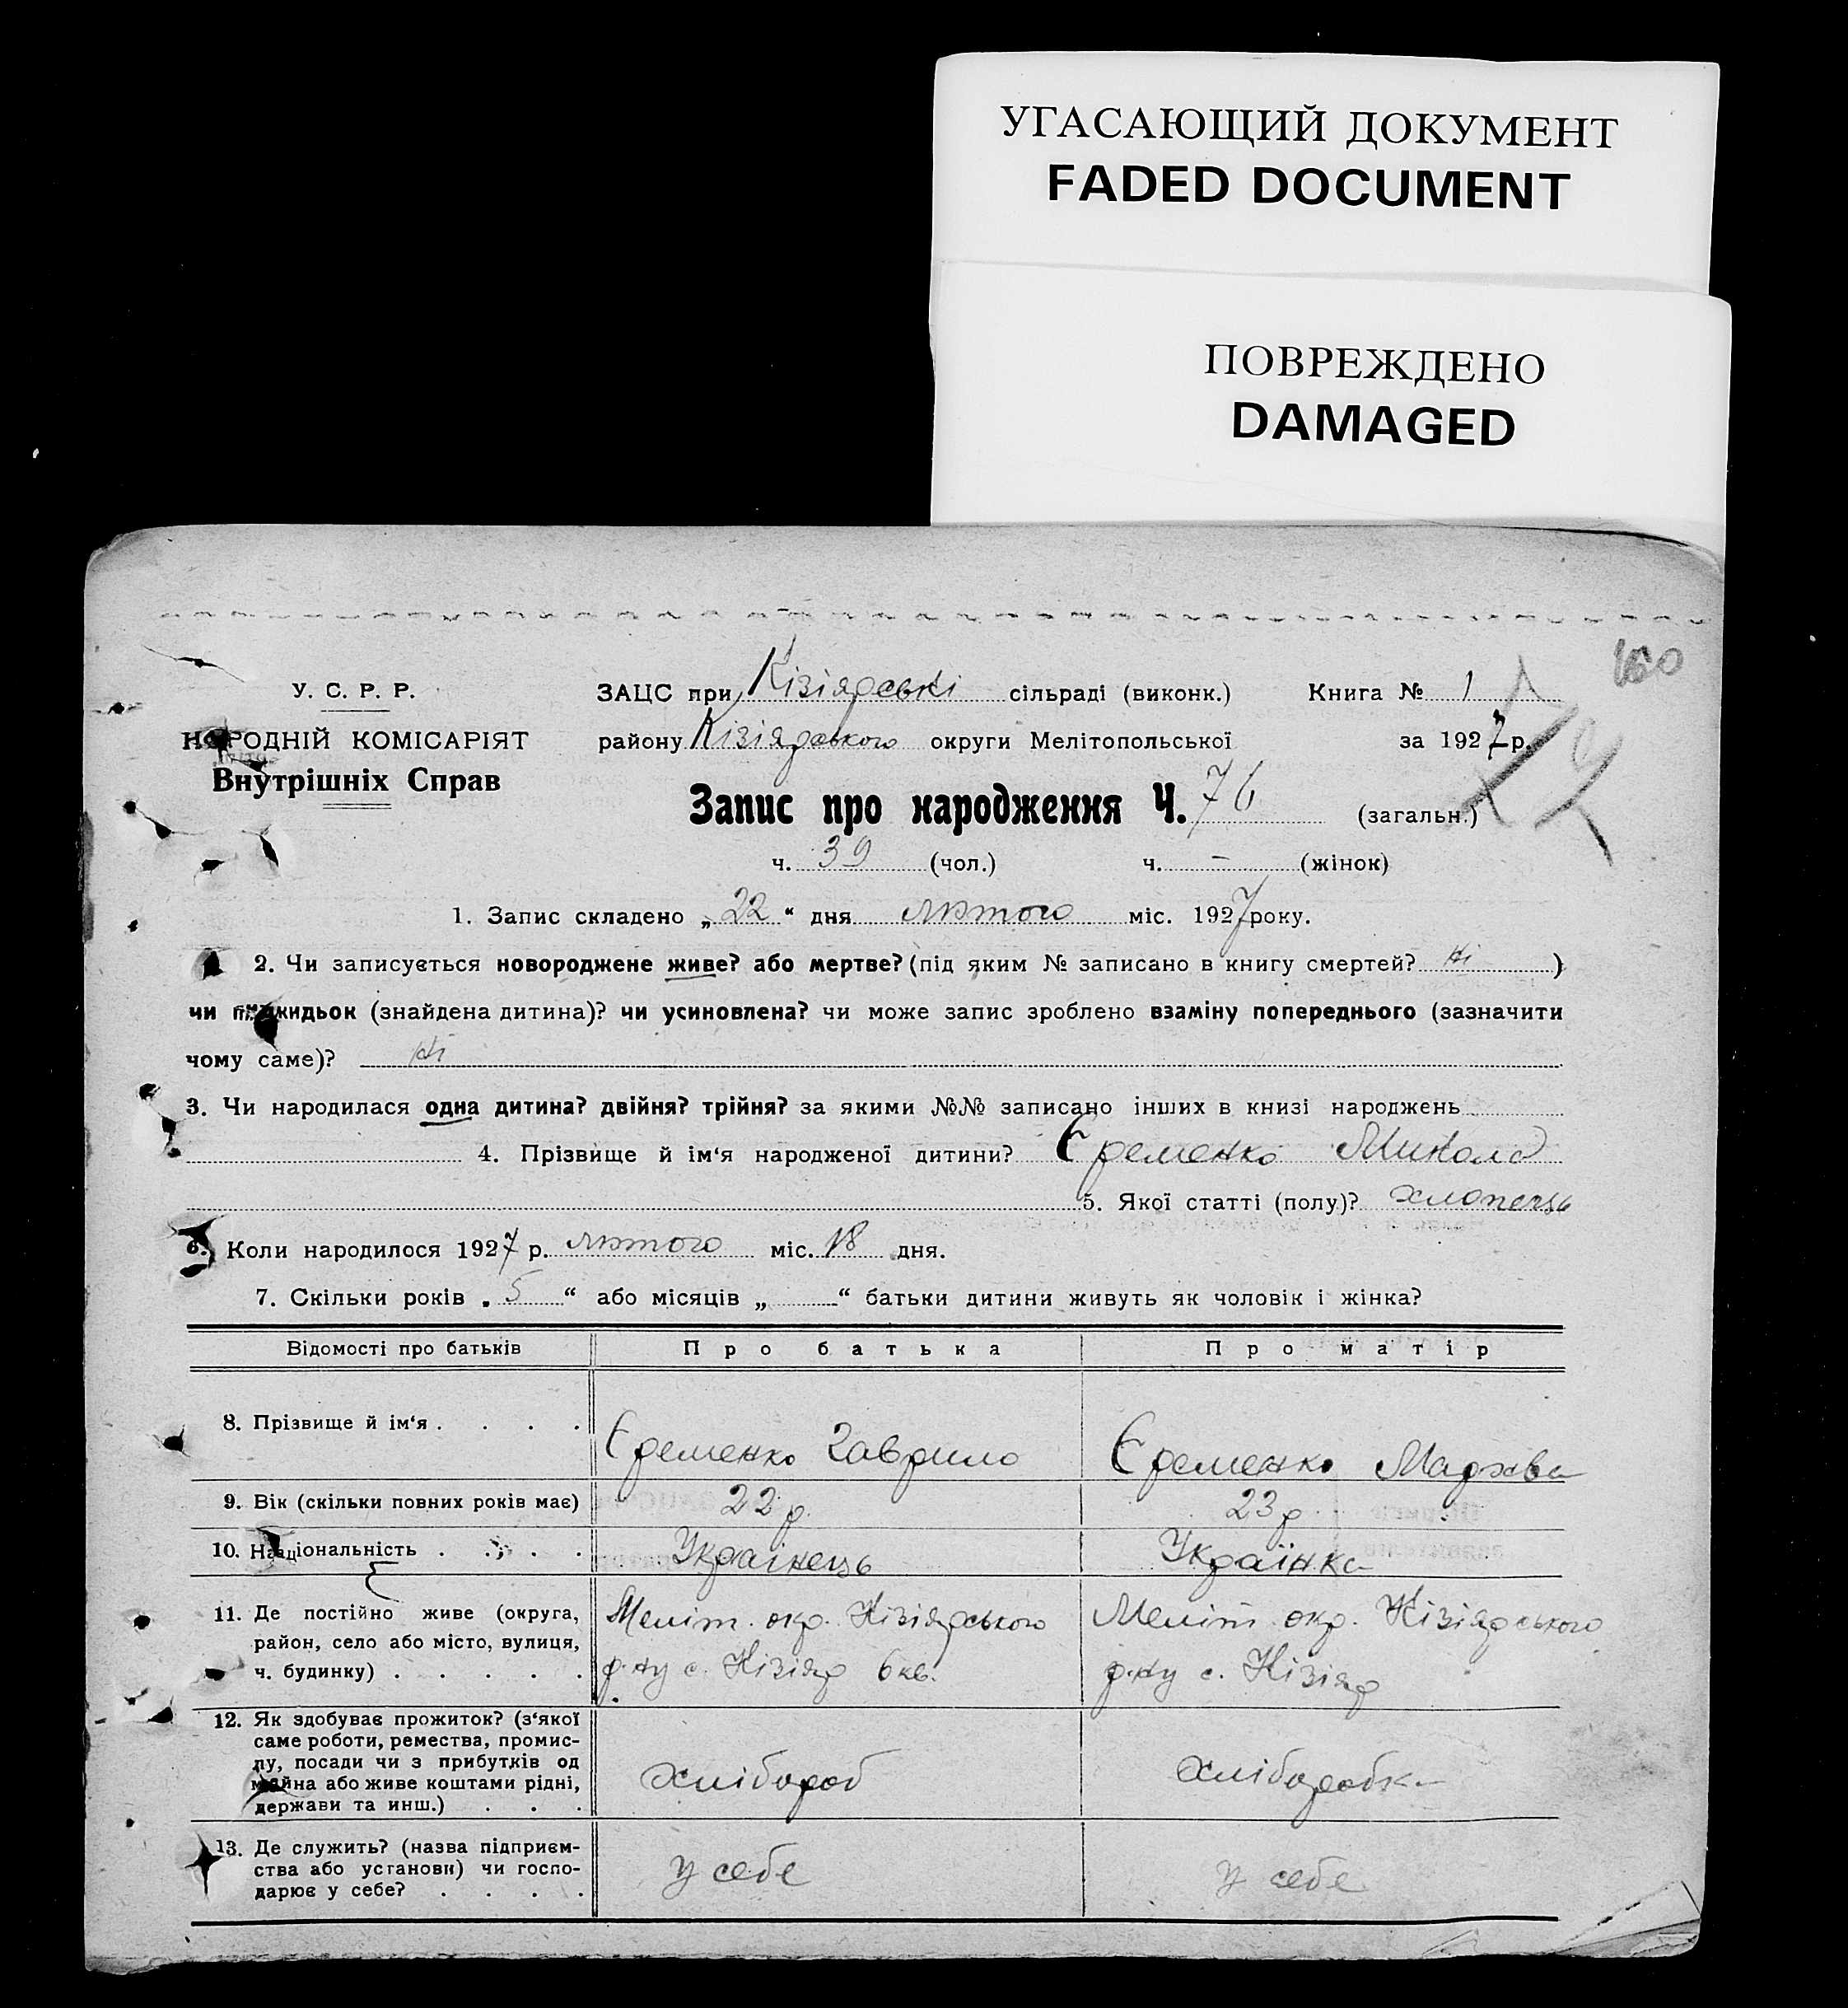 УГАСАЮЩИЙ ДОКУМЕНТ
FADED DOCUMENT
ПОВРЕЖДЕНО
DAMAGED
160
У. С. Р. Р.
НАРОДНІЙ КОМІСАРІЯТ
Внутрішніх Справ
ЗАЦС при Кізіярські сільраді (виконк.) Книга № 1
району Кізіярського округи Мелітопольської за 1927 р.
Запис про народження Ч. 76 (загальн.)
ч. 39 (чол.) ч. – (жінок)
1. Запис складено „22“ дня лютого міс. 1927 року.
2. Чи записується новороджене живе? або мертве? (під яким № записано в книгу смертей? ні )
чи підкидьок (знайдена дитина)? чи усиновлена? чи може запис зроблено взаміну попереднього (зазначити
чому саме)? ні
3. Чи народилася одна дитина? двійня? трійня? за якими №№ записано інших в книзі народжень
4. Прізвище й ім‘я народженої дитини? Єременко Микола
5. Якої статті (полу)? хлопець
6. Коли народилося 1927 р. лютого міс. 18 дня.
7. Скільки років „5“ або місяців „ “ батьки дитини живуть як чоловік і жінка?
Відомості про батьків Про батька Про матір
8. Прізвище й ім‘я . . . . Єременко Гаврило Єременко Мархва
9. Вік (скільки повних років має) 22 р. 23 р.
10. Національність . . . . Українець Українка
11. Де постійно живе (округа, Меліт. окр. Кізіярського Меліт. окр. Кізіярського
район, село або місто, вулиця, р-ну с. Кізіяр 6 кв. р-ну с. Кізіяр
ч. будинку) . . . . .
12. Як здобуває прожиток? (з‘якої
саме роботи, ремества, промис-
лу, посади чи з прибутків од
майна або живе коштами рідні, хлібороб хліборобка
держави та инш.) . . .
13. Де служить? (назва підприєм-
ства або установи) чи госпо- у себе у себе
дарює у себе? . . . .